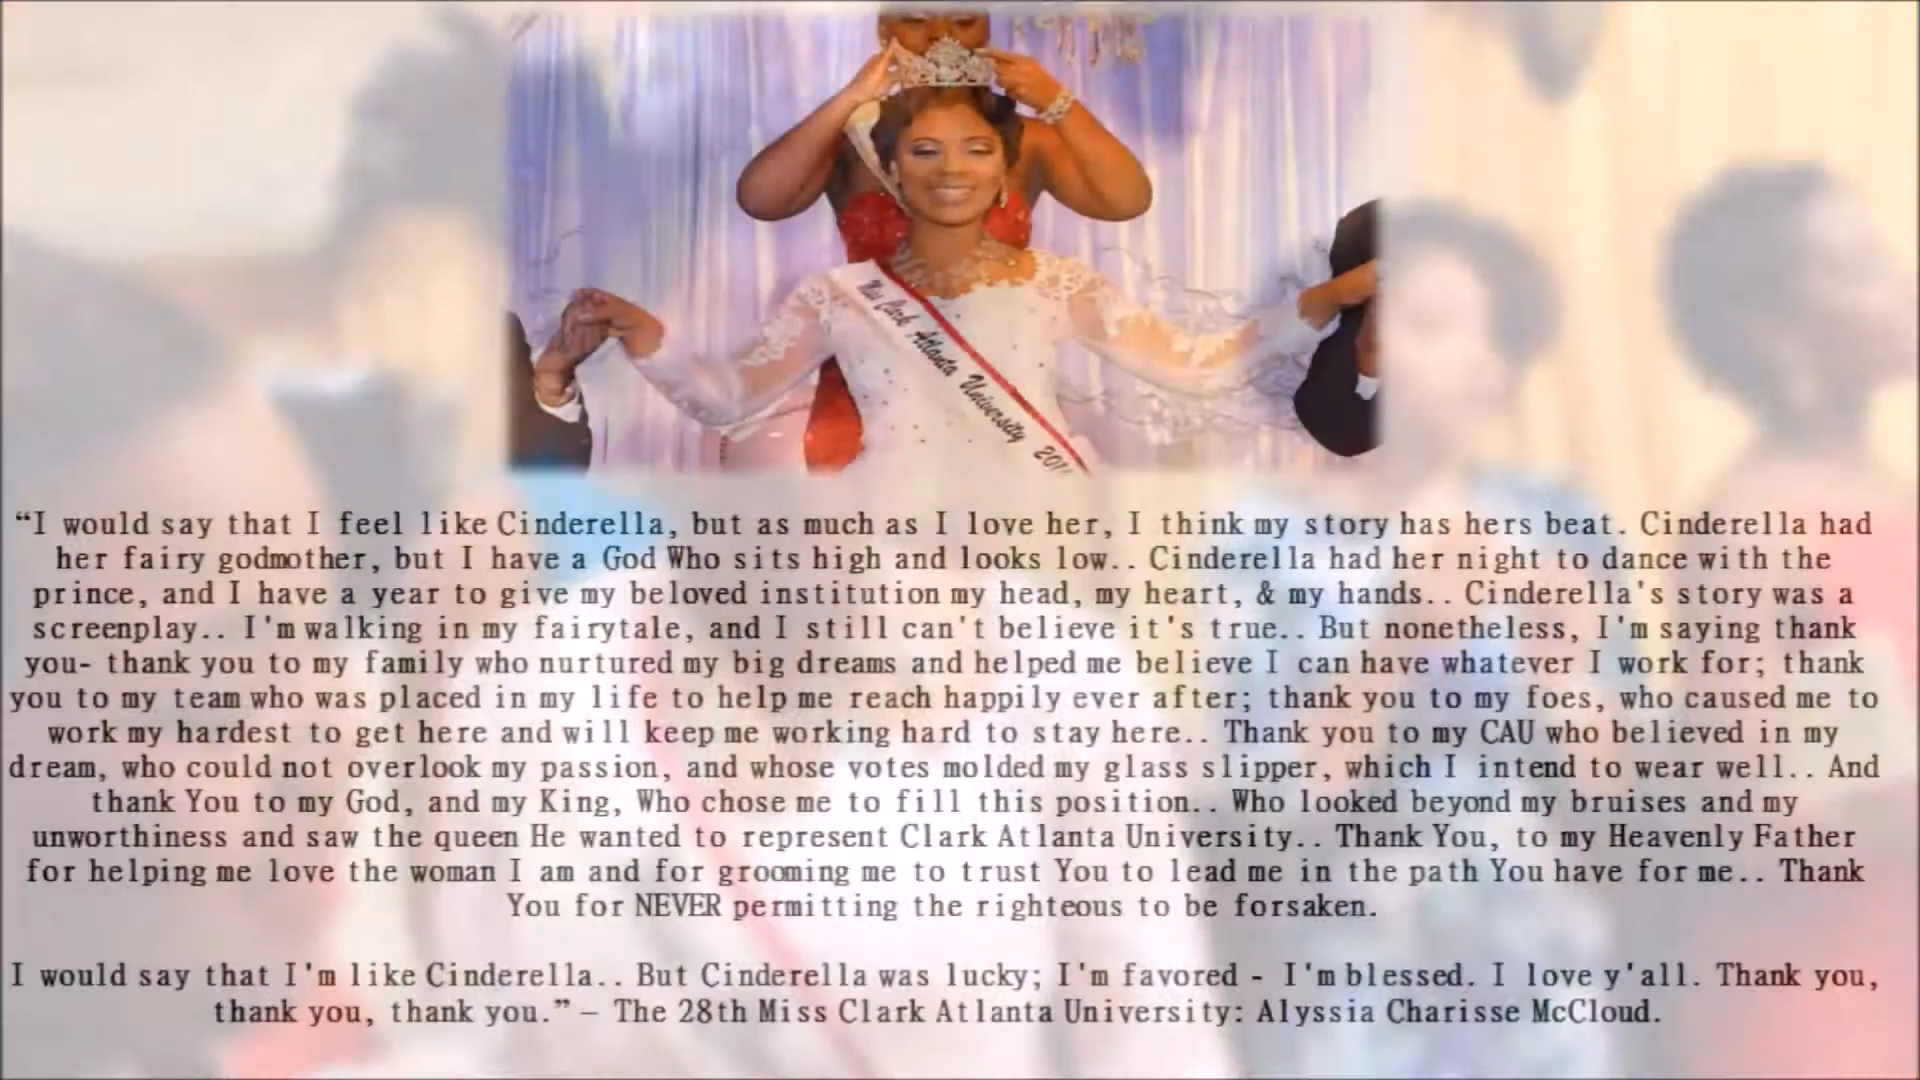 Miss Clark Atlanta University
“I would say that I feel like Cinderella, but as much as I love her, I think my story has hers beat. Cinderella had
her fairy godmother, but I have a God Who sits high and looks low.. Cinderella had her night to dance with the
prince, and I have a year to give my beloved institution my head, my heart, & my hands.. Cinderella's story was a
screenplay.. I'm walking in my fairytale, and I still can't believe it's true.. But nonetheless, I'm saying thank
you- thank you to my family who nurtured my big dreams and helped me believe I can have whatever I work for; thank
you to my team who was placed in my life to help me reach happily ever after; thank you to my foes, who caused me to
work my hardest to get here and will keep me working hard to stay here.. Thank you to my CAU who believed in my
dream, who could not overlook my passion, and whose votes molded my glass slipper, which I intend to wear well.. And
thank You to my God, and my King, Who chose me to fill this position.. Who looked beyond my bruises and my
unworthiness and saw the queen He wanted to represent Clark Atlanta University.. Thank You, to my Heavenly Father
for helping me love the woman I am and for grooming me to trust You to lead me in the path You have for me.. Thank
You for NEVER permitting the righteous to be forsaken.
I would say that I'm like Cinderella.. But Cinderella was lucky; I'm favored - I'm blessed. I love y'all. Thank you,
thank you, thank you.” – The 28th Miss Clark Atlanta University: Alyssia Charisse McCloud.